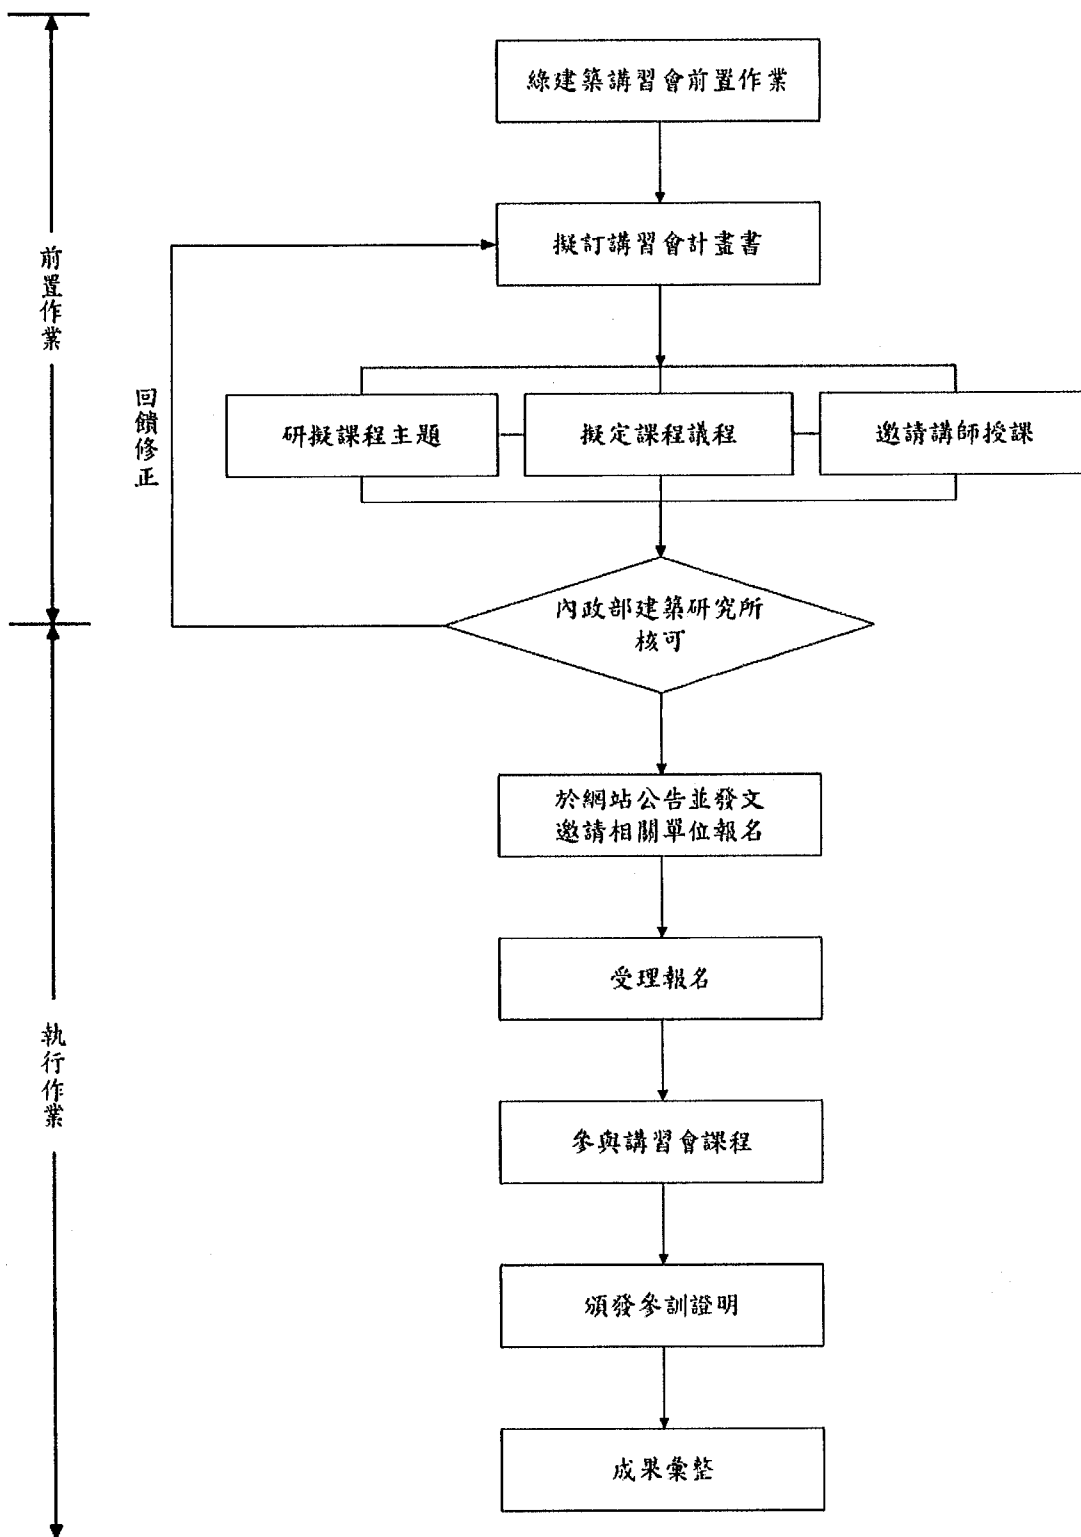 綠建築講習會前置作業
擬訂講習會計畫書
前置作業
回饋修正
研擬課程主題
擬定課程議程
邀請講師授課
內政部建築研究所
核可
於網站公告並發文
邀請相關單位報名
受理報名
執行作業
參與講習會課程
頒發參訓證明
成果彙整